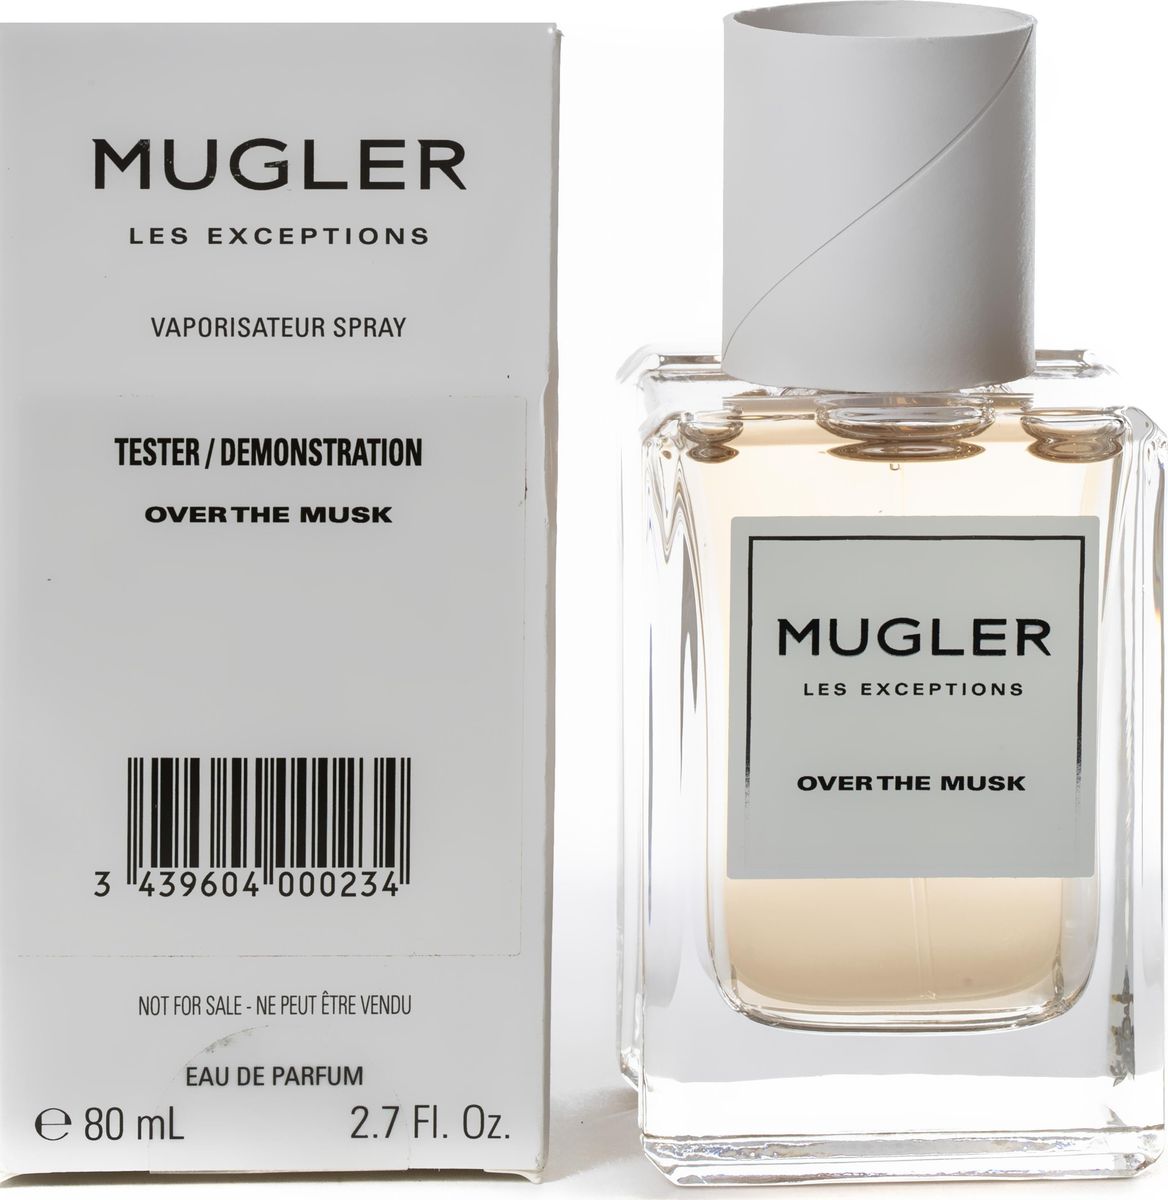 MUGLER
LES EXCEPTIONS
VAPORISATEUR SPRAY
TESTER / DEMONSTRATION
OVER THE MUSK
3 439604 000234
NOT FOR SALE - NE PEUT ÊTRE VENDU
EAU DE PARFUM
℮ 80 mL 2.7 Fl. Oz.
MUGLER
LES EXCEPTIONS
OVER THE MUSK